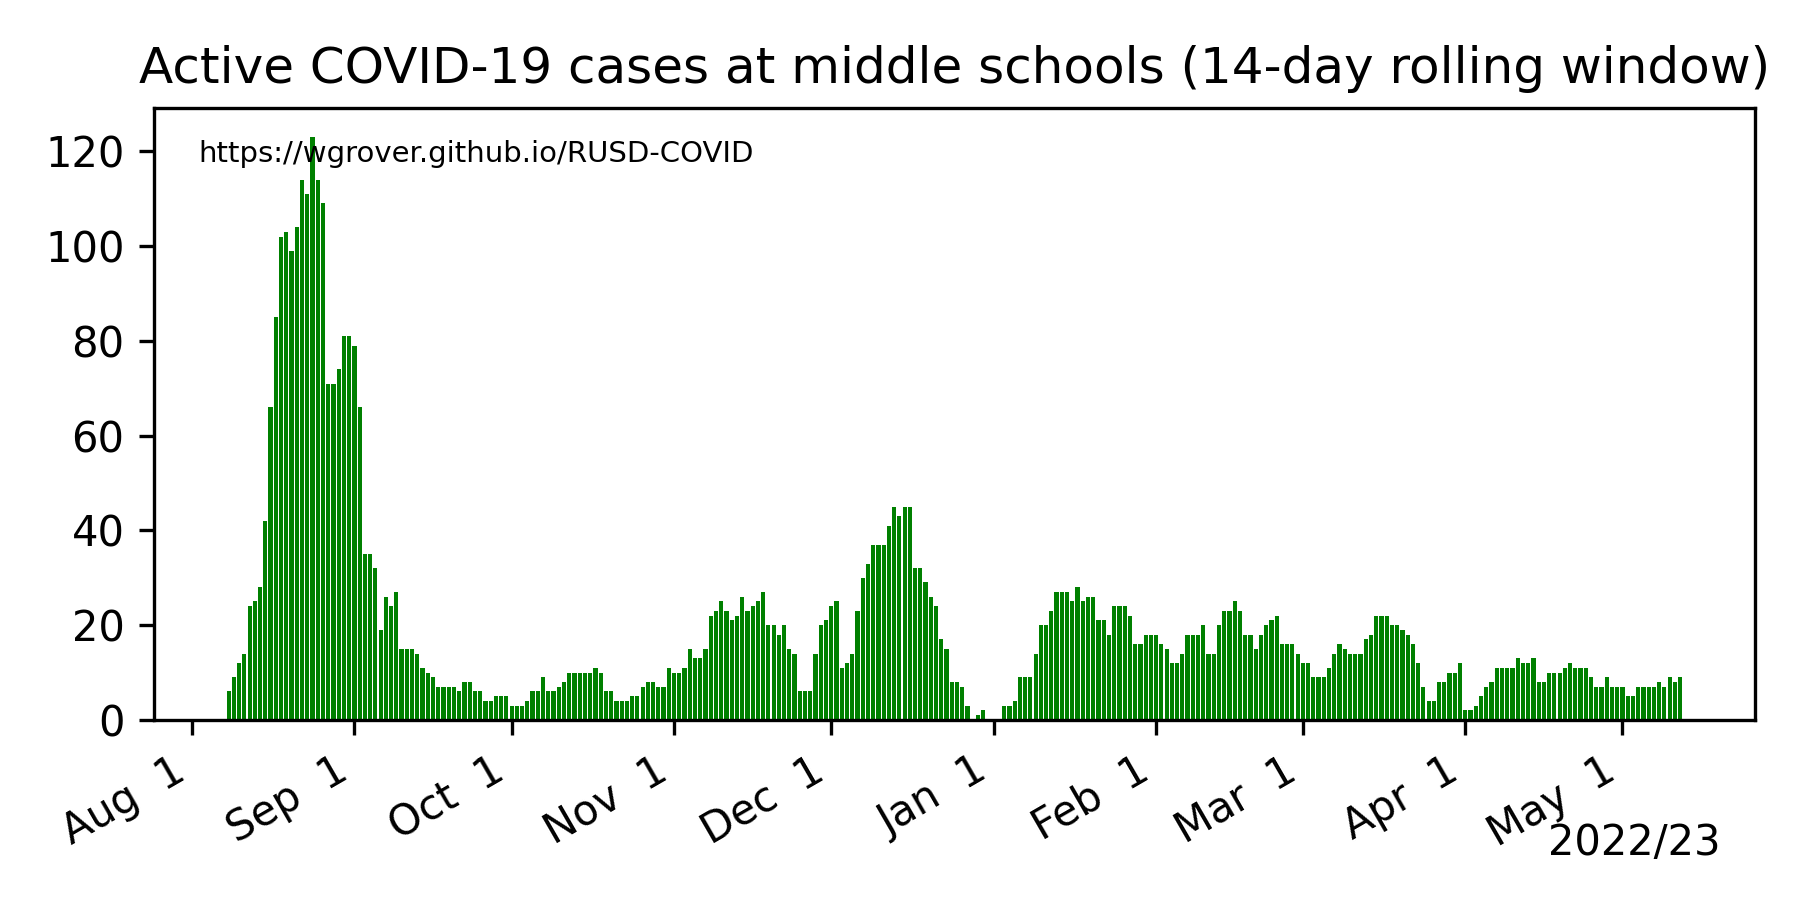 Active COVID-19 cases at middle schools (14-day rolling window)
https://wgrover.github.io/RUSD-COVID
120
100
80
60
40
20
0
Aug 1
Sep 1
Oct 1
Nov 1
Dec 1
Jan 1
Feb 1
Mar 1
Apr 1
May 1
2022/23